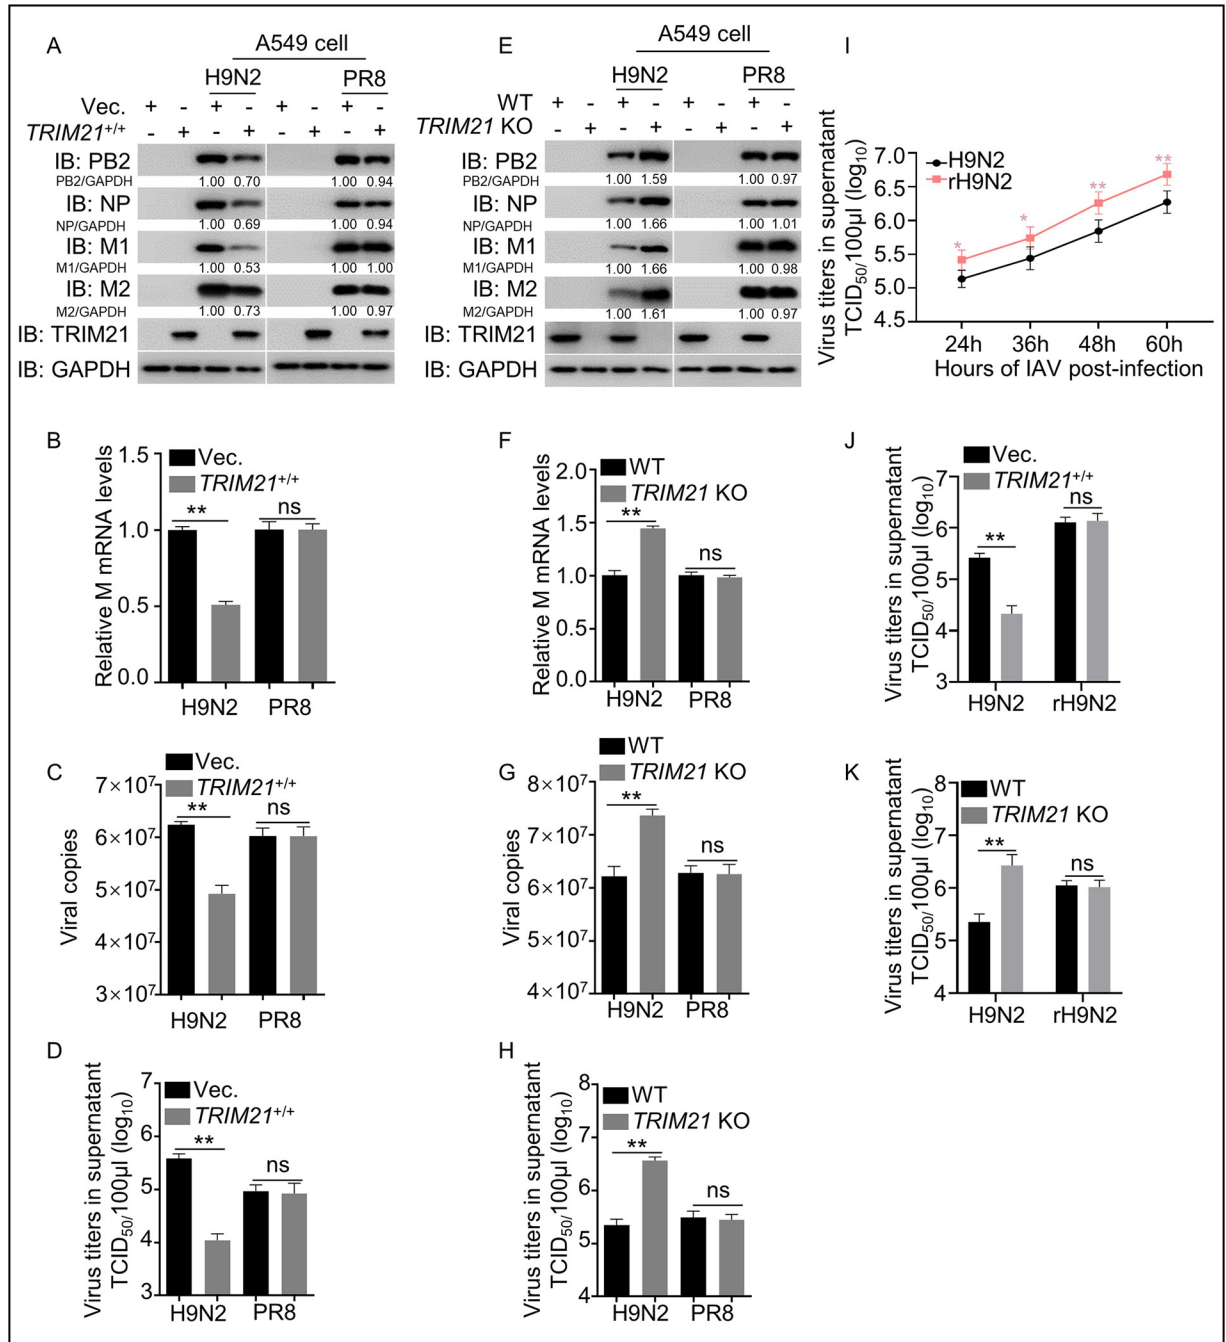 A
A549 cell
H9N2 PR8
Vec. + - + - + - + -
TRIM21+/+ - + - + - + - +
IB: PB2
PB2/GAPDH 1.00 0.70 1.00 0.94
IB: NP
NP/GAPDH 1.00 0.69 1.00 0.94
IB: M1
M1/GAPDH 1.00 0.53 1.00 1.00
IB: M2
M2/GAPDH 1.00 0.73 1.00 0.97
IB: TRIM21
IB: GAPDH
E
A549 cell
H9N2 PR8
WT + - + - + - + -
TRIM21 KO - + - + - + - +
IB: PB2
PB2/GAPDH 1.00 1.59 1.00 0.97
IB: NP
NP/GAPDH 1.00 1.66 1.00 1.01
IB: M1
M1/GAPDH 1.00 1.66 1.00 0.98
IB: M2
M2/GAPDH 1.00 1.61 1.00 0.97
IB: TRIM21
IB: GAPDH
I
Virus titers in supernatant
TCID50/100µl (log10)
7.0
6.5
6.0
5.5
5.0
4.5
H9N2
rH9N2
*
*
**
**
24h 36h 48h 60h
Hours of IAV post-infection
B
Relative M mRNA levels
1.5
1.0
0.5
0.0
Vec.
TRIM21+/+
** ns
H9N2 PR8
F
Relative M mRNA levels
2.0
1.5
1.0
0.5
0.0
WT
TRIM21 KO
** ns
H9N2 PR8
J
Virus titers in supernatant
TCID50/100µl (log10)
7
6
5
4
3
Vec.
TRIM21+/+
** ns
H9N2 rH9N2
C
Viral copies
7×107
6×107
5×107
4×107
3×107
Vec.
TRIM21+/+
** ns
H9N2 PR8
G
Viral copies
8×107
7×107
6×107
5×107
4×107
WT
TRIM21 KO
** ns
H9N2 PR8
K
Virus titers in supernatant
TCID50/100µl (log10)
8
7
6
5
4
WT
TRIM21 KO
** ns
H9N2 rH9N2
D
Virus titers in supernatant
TCID50/100µl (log10)
7
6
5
4
3
Vec.
TRIM21+/+
** ns
H9N2 PR8
H
Virus titers in supernatant
TCID50/100µl (log10)
8
7
6
5
4
WT
TRIM21 KO
** ns
H9N2 PR8